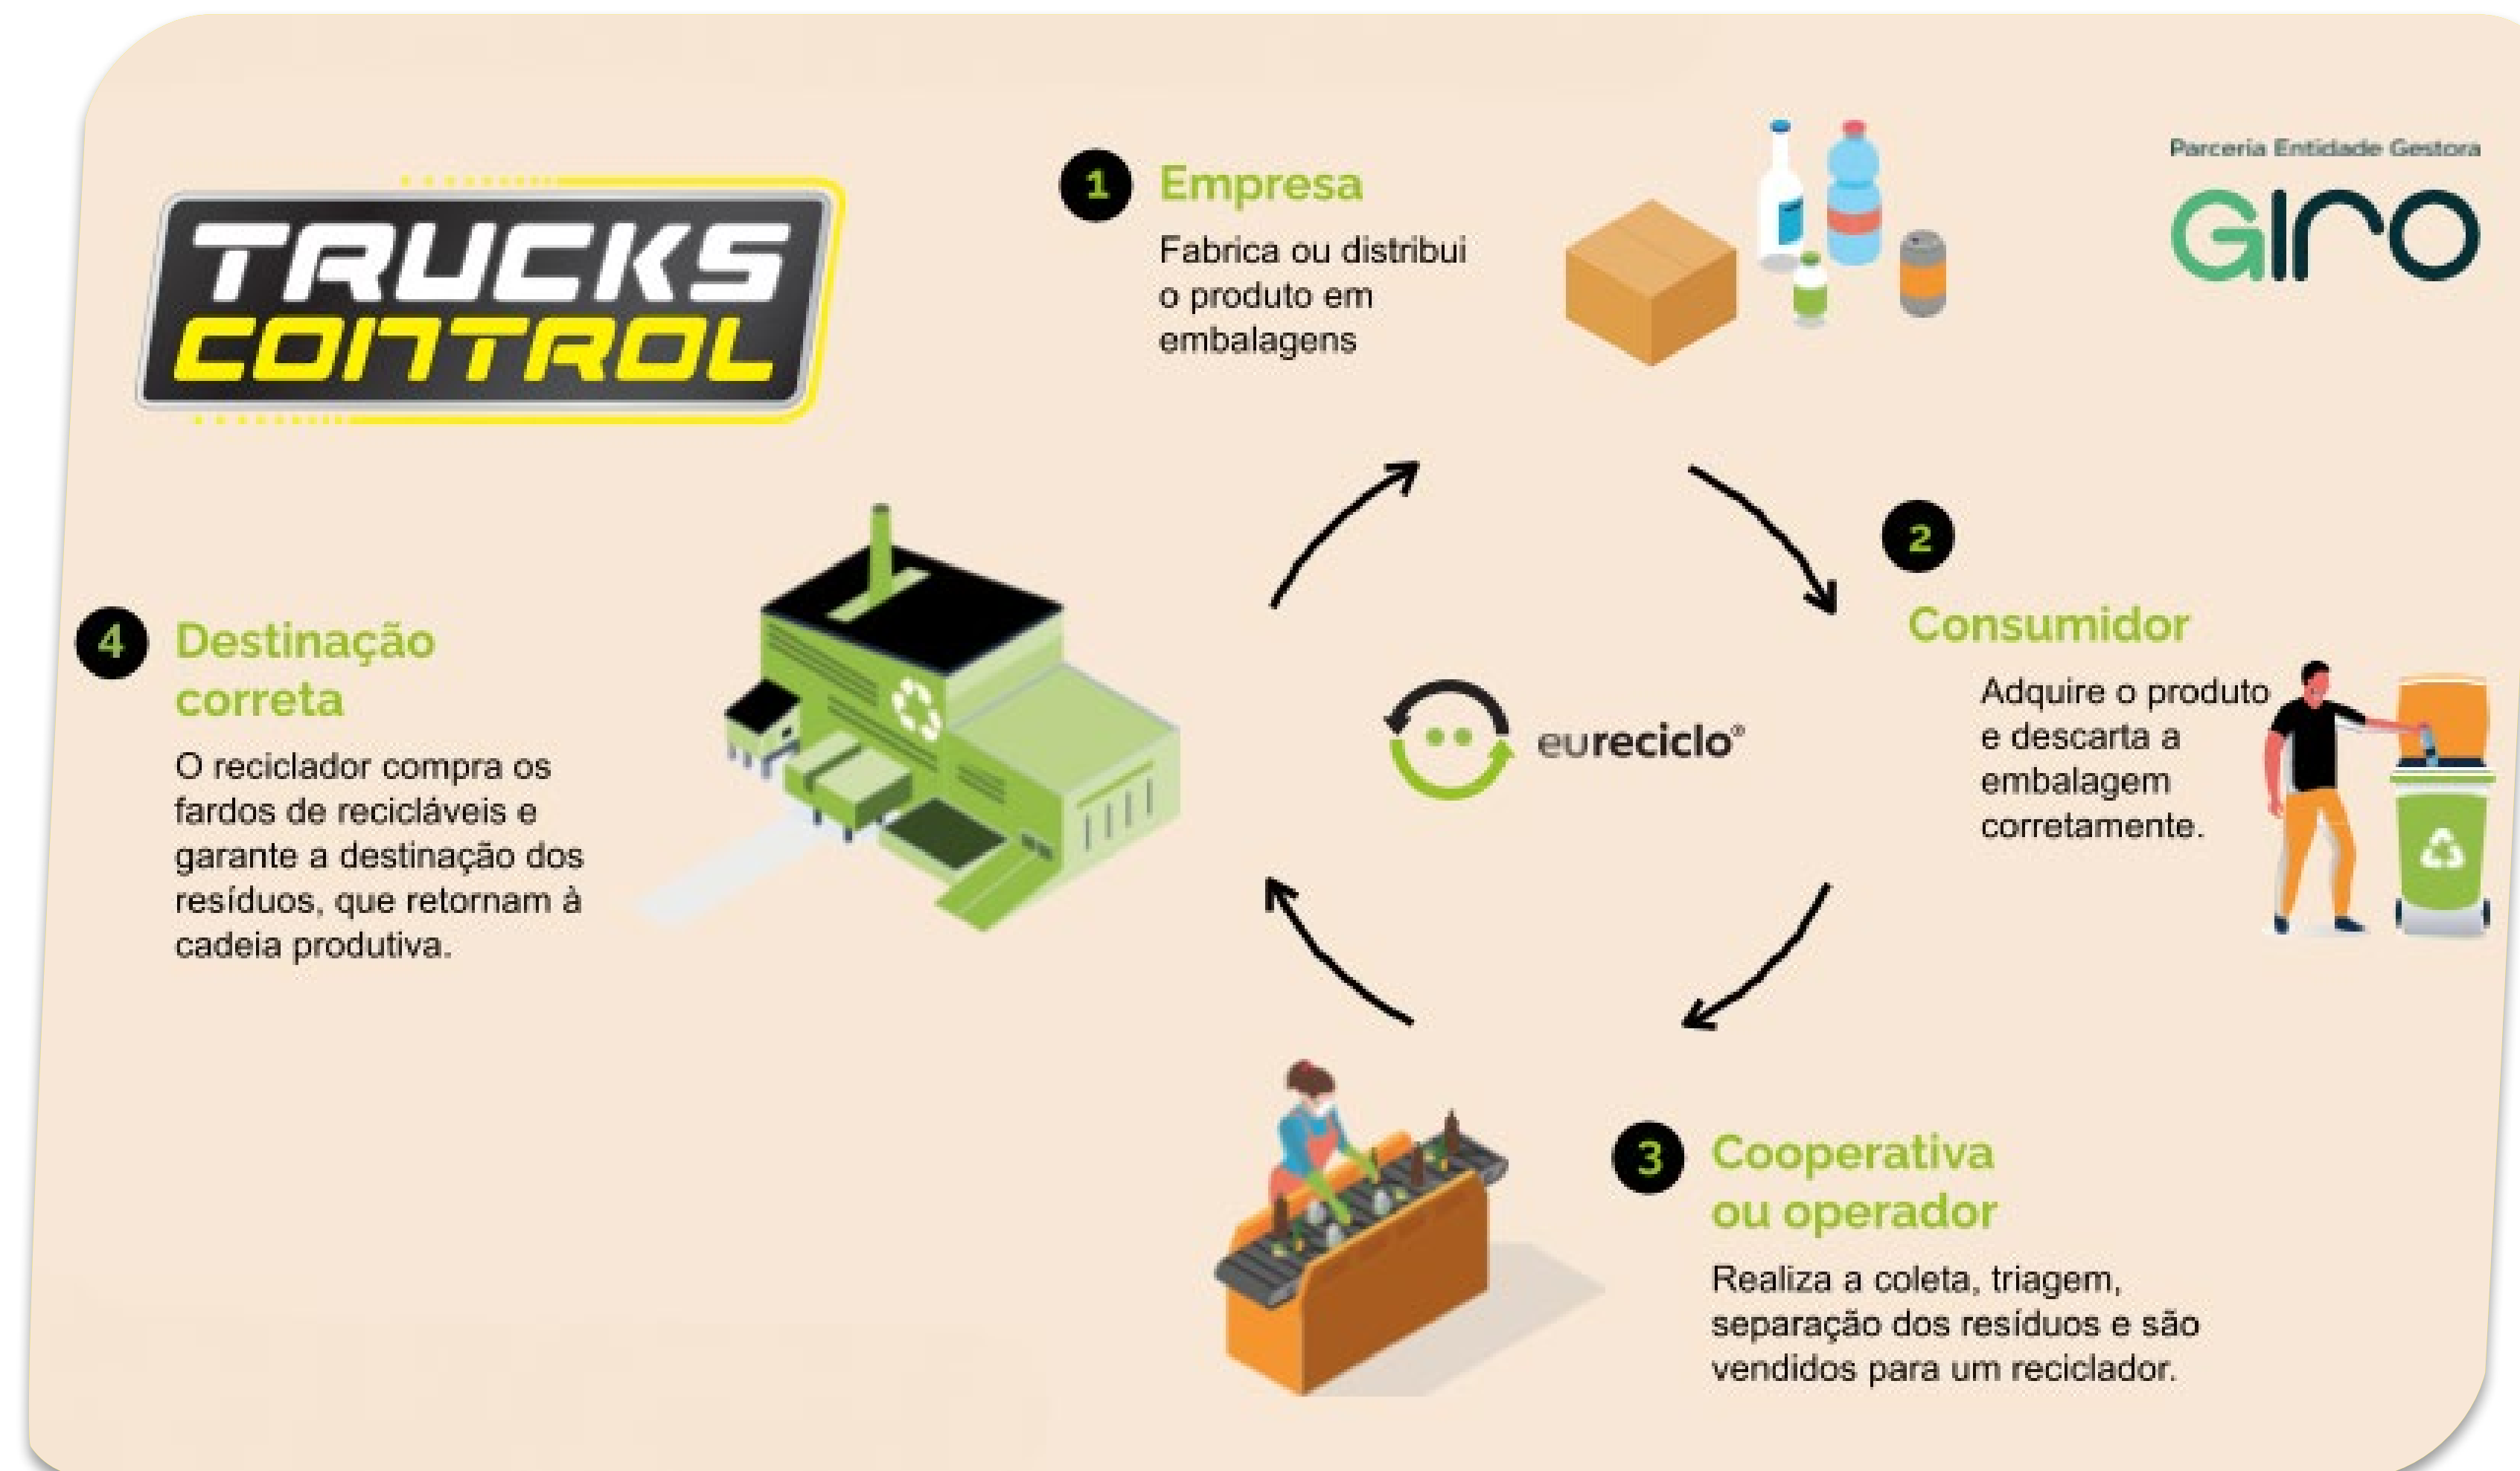 TRUCKS
CONTROL
1
Empresa
Fabrica ou distribui
o produto em
embalagens
Parceria Entidade Gestora
GIRO
2
Consumidor
Adquire o produto
e descarta a
embalagem
corretamente.
eureciclo®
3
Cooperativa
ou operador
Realiza a coleta, triagem,
separação dos resíduos e são
vendidos para um reciclador.
4
Destinação
correta
O reciclador compra os
fardos de recicláveis e
garante a destinação dos
resíduos, que retornam à
cadeia produtiva.